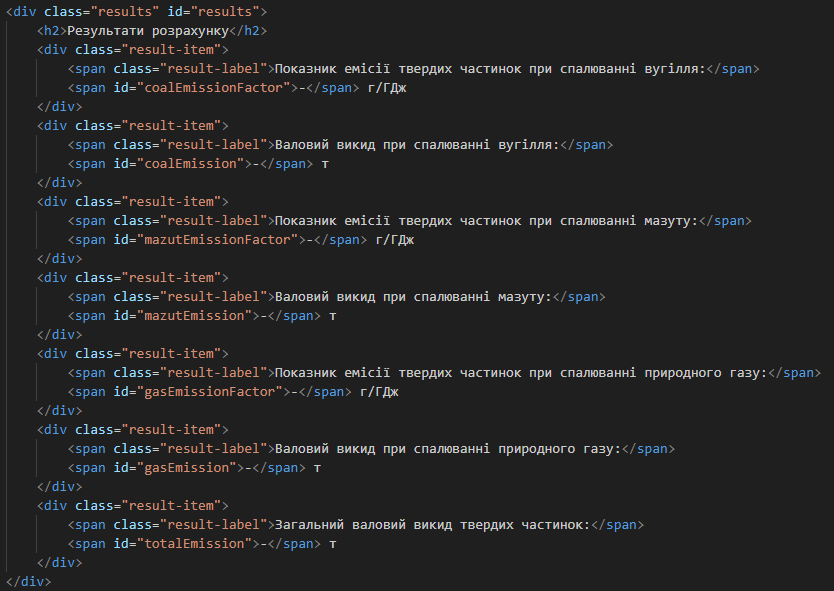 <div class="results" id="results">
<h2>Результати розрахунку</h2>
<div class="result-item">
<span class="result-label">Показник емісії твердих частинок при спалюванні вугілля:</span>
<span id="coalEmissionFactor">-</span> г/ГДж
</div>
<div class="result-item">
<span class="result-label">Валовий викид при спалюванні вугілля:</span>
<span id="coalEmission">-</span> т
</div>
<div class="result-item">
<span class="result-label">Показник емісії твердих частинок при спалюванні мазуту:</span>
<span id="mazutEmissionFactor">-</span> г/ГДж
</div>
<div class="result-item">
<span class="result-label">Валовий викид при спалюванні мазуту:</span>
<span id="mazutEmission">-</span> т
</div>
<div class="result-item">
<span class="result-label">Показник емісії твердих частинок при спалюванні природного газу:</span>
<span id="gasEmissionFactor">-</span> г/ГДж
</div>
<div class="result-item">
<span class="result-label">Валовий викид при спалюванні природного газу:</span>
<span id="gasEmission">-</span> т
</div>
<div class="result-item">
<span class="result-label">Загальний валовий викид твердих частинок:</span>
<span id="totalEmission">-</span> т
</div>
</div>